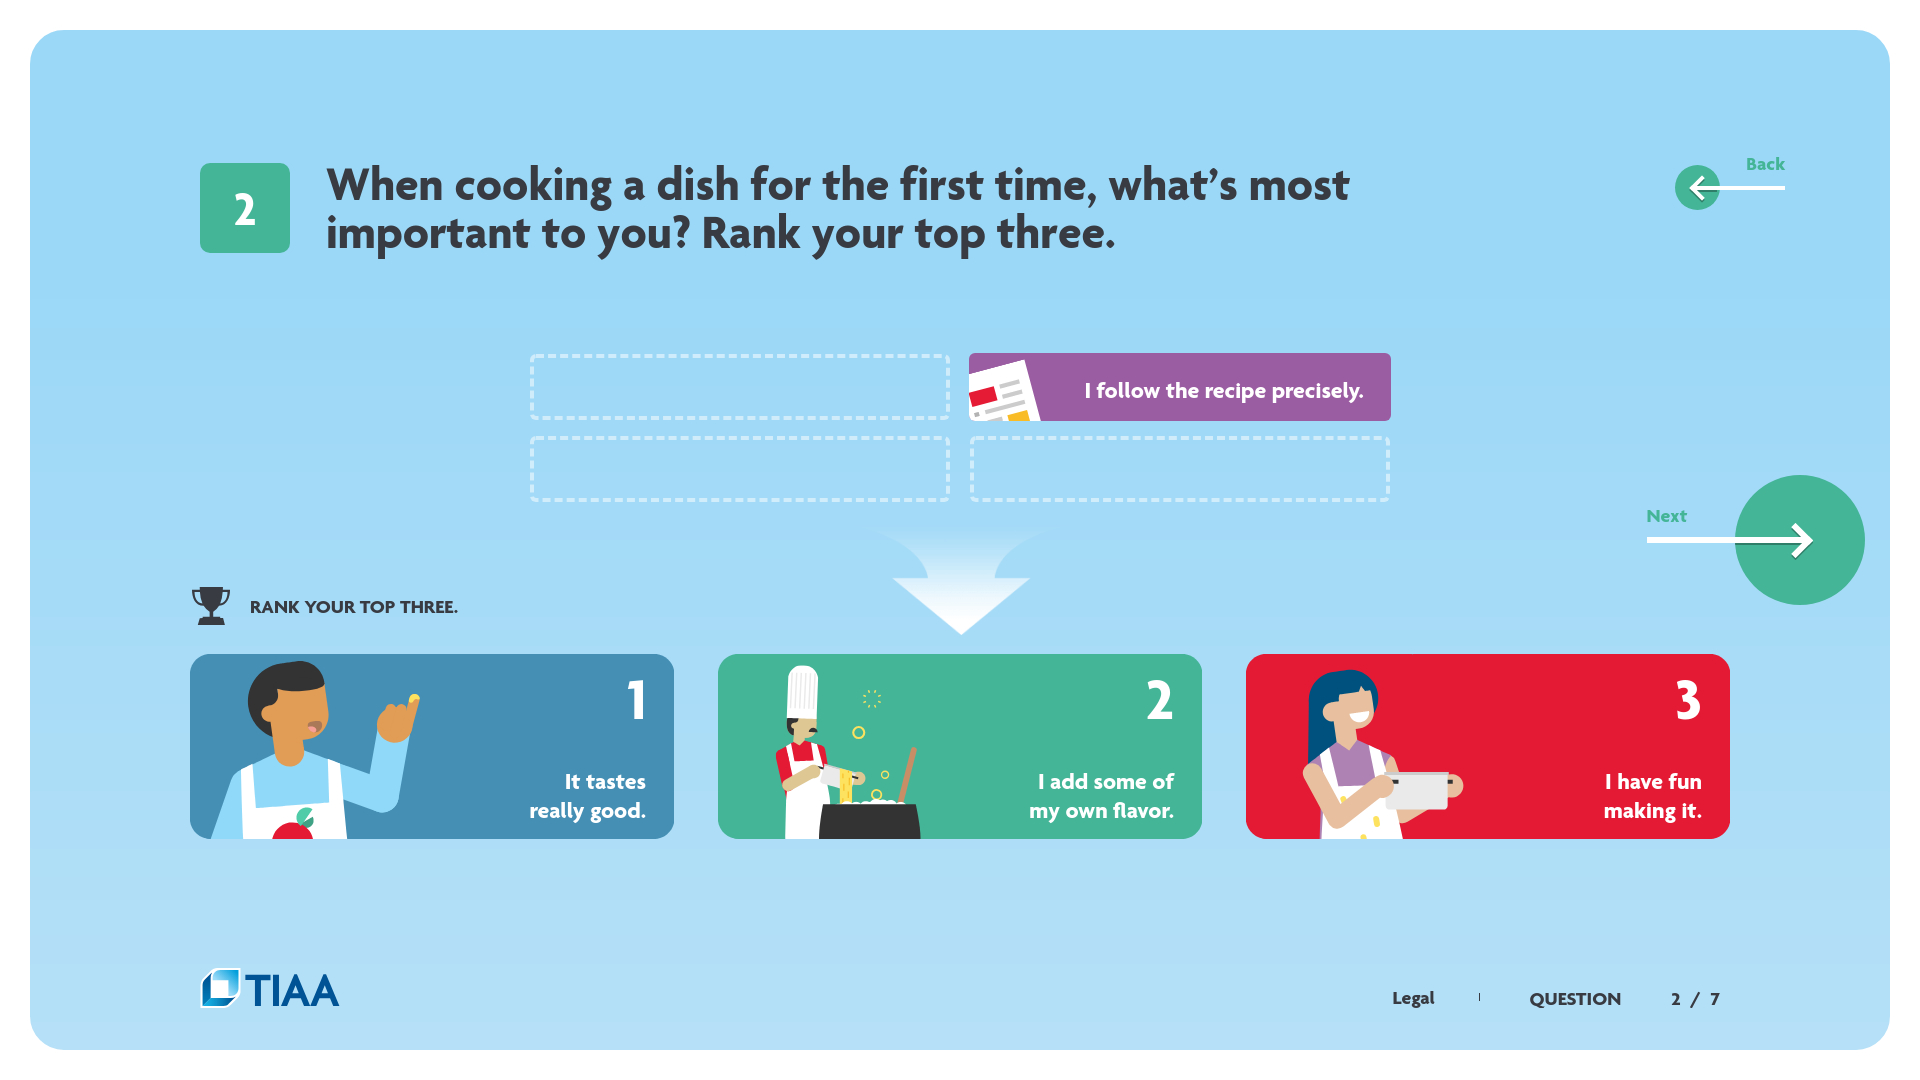 2
When cooking a dish for the first time, what's most
important to you? Rank your top three.
Back
I follow the recipe precisely.
Next
RANK YOUR TOP THREE.
1
It tastes
really good.
2
I add some of
my own flavor.
3
I have fun
making it.
TIAA
Legal | QUESTION 2 / 7